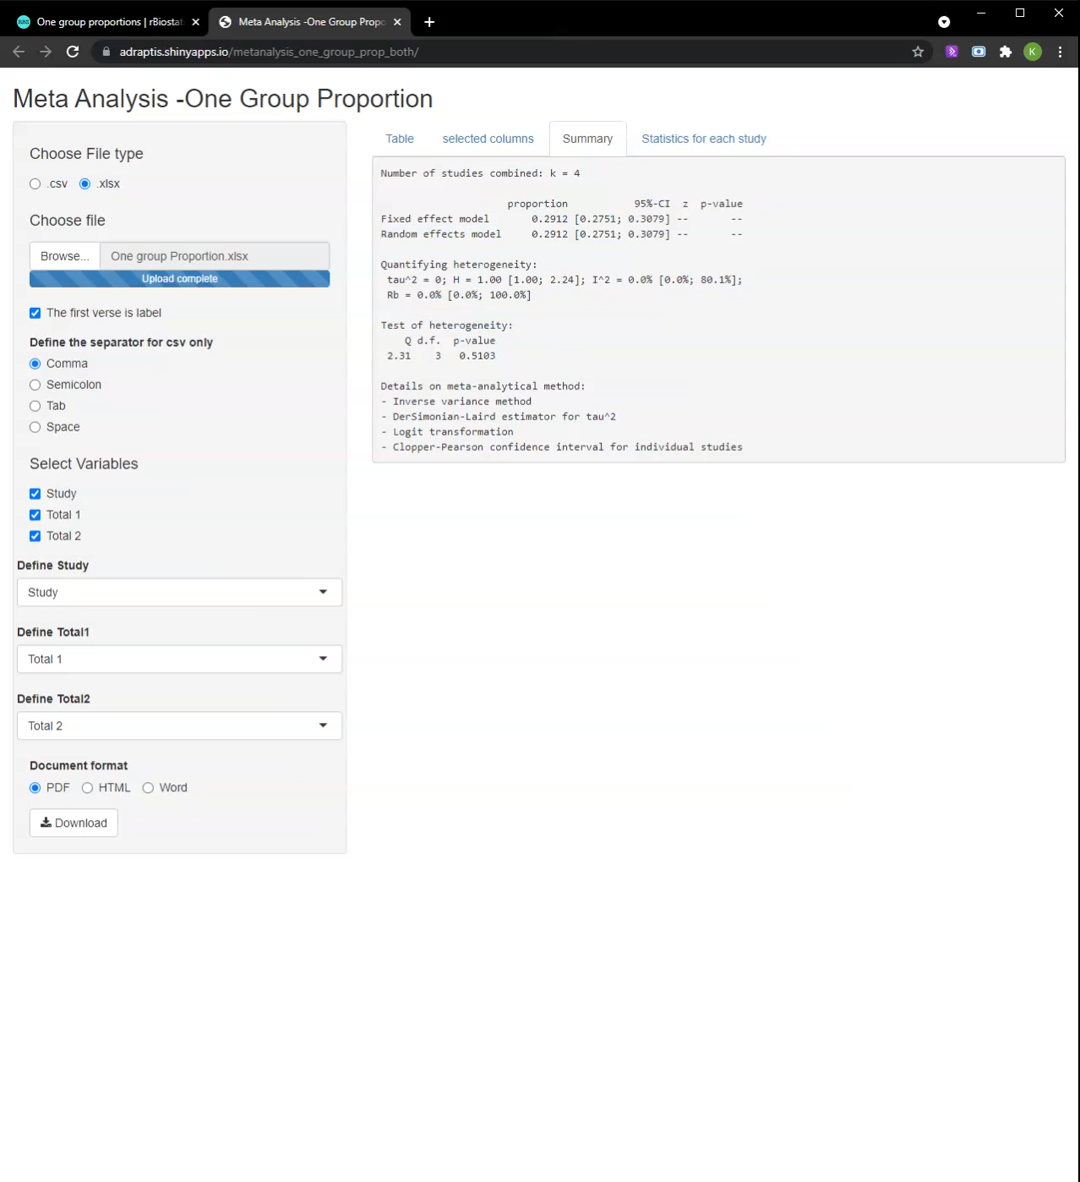 One group proportions | rBiostat
Meta Analysis -One Group Propo
adraptis.shinyapps.io/metanalysis_one_group_prop_both/
K
Meta Analysis -One Group Proportion
Choose File type
.csv .xlsx
Choose file
Browse... One group Proportion.xlsx
Upload complete
The first verse is label
Define the separator for csv only
Comma
Semicolon
Tab
Space
Select Variables
Study
Total 1
Total 2
Define Study
Study
Define Total1
Total 1
Define Total2
Total 2
Document format
PDF HTML Word
Download
Table selected columns Summary Statistics for each study
Number of studies combined: k = 4
proportion 95%-CI z p-value
Fixed effect model 0.2912 [0.2751; 0.3079] -- --
Random effects model 0.2912 [0.2751; 0.3079] -- --
Quantifying heterogeneity:
tau^2 = 0; H = 1.00 [1.00; 2.24]; I^2 = 0.0% [0.0%; 80.1%];
Rb = 0.0% [0.0%; 100.0%]
Test of heterogeneity:
Q d.f. p-value
2.31 3 0.5103
Details on meta-analytical method:
- Inverse variance method
- DerSimonian-Laird estimator for tau^2
- Logit transformation
- Clopper-Pearson confidence interval for individual studies